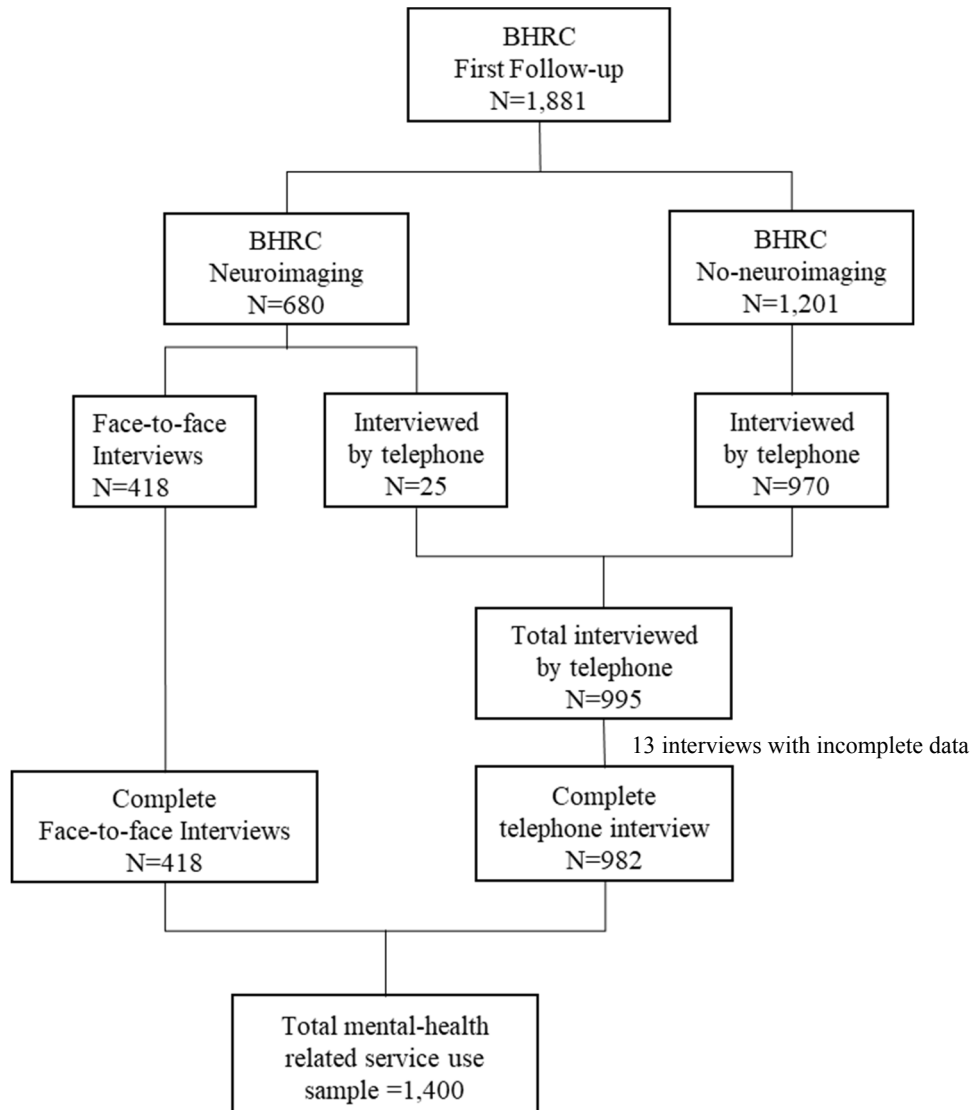 BHRC
First Follow-up
N=1,881
BHRC
Neuroimaging
N=680
BHRC
No-neuroimaging
N=1,201
Face-to-face
Interviews
N=418
Interviewed
by telephone
N=25
Interviewed
by telephone
N=970
Total interviewed
by telephone
N=995
13 interviews with incomplete data
Complete
Face-to-face Interviews
N=418
Complete
telephone interview
N=982
Total mental-health
related service use
sample =1,400